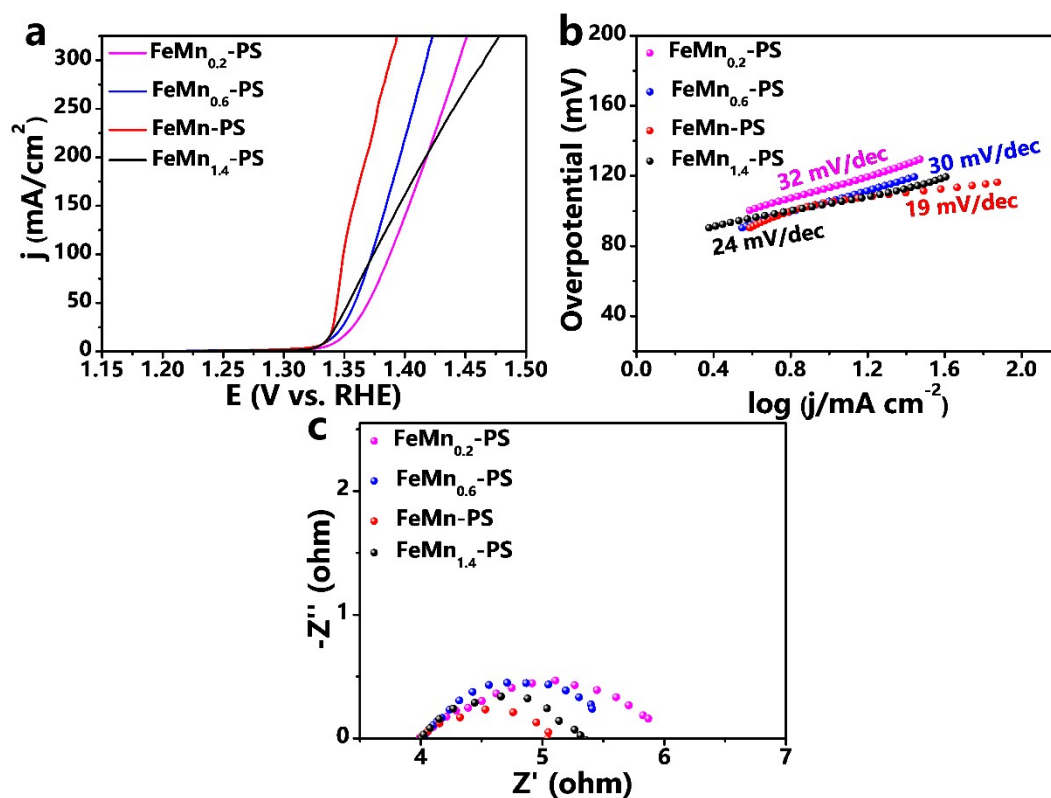 a
325
300
250
200
150
100
50
0
j (mA/cm²)
FeMn₀.₂-PS
FeMn₀.₆-PS
FeMn-PS
FeMn₁.₄-PS
1.15 1.20 1.25 1.30 1.35 1.40 1.45 1.50
E (V vs. RHE)
b
200
160
120
80
40
Overpotential (mV)
FeMn₀.₂-PS
FeMn₀.₆-PS
FeMn-PS
FeMn₁.₄-PS
32 mV/dec
30 mV/dec
19 mV/dec
24 mV/dec
0.0 0.4 0.8 1.2 1.6 2.0
log (j/mA cm⁻²)
c
2
1
0
-Z'' (ohm)
FeMn₀.₂-PS
FeMn₀.₆-PS
FeMn-PS
FeMn₁.₄-PS
4 5 6 7
Z' (ohm)